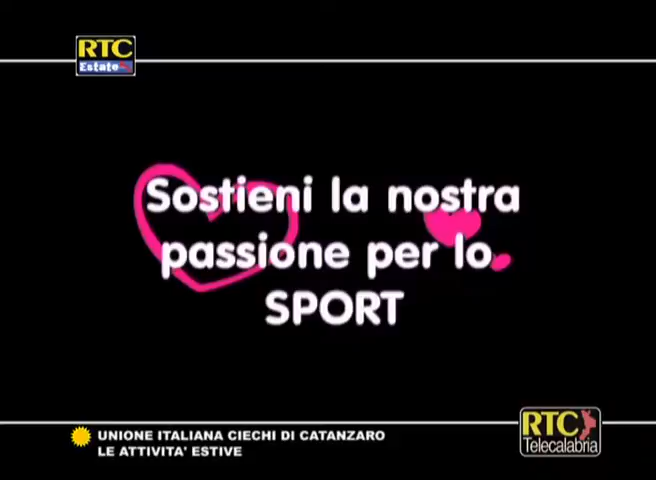 RTC
Estate
Sostieni la nostra
passione per lo
SPORT
UNIONE ITALIANA CIECHI DI CATANZARO
LE ATTIVITA' ESTIVE
RTC
Telecalabria